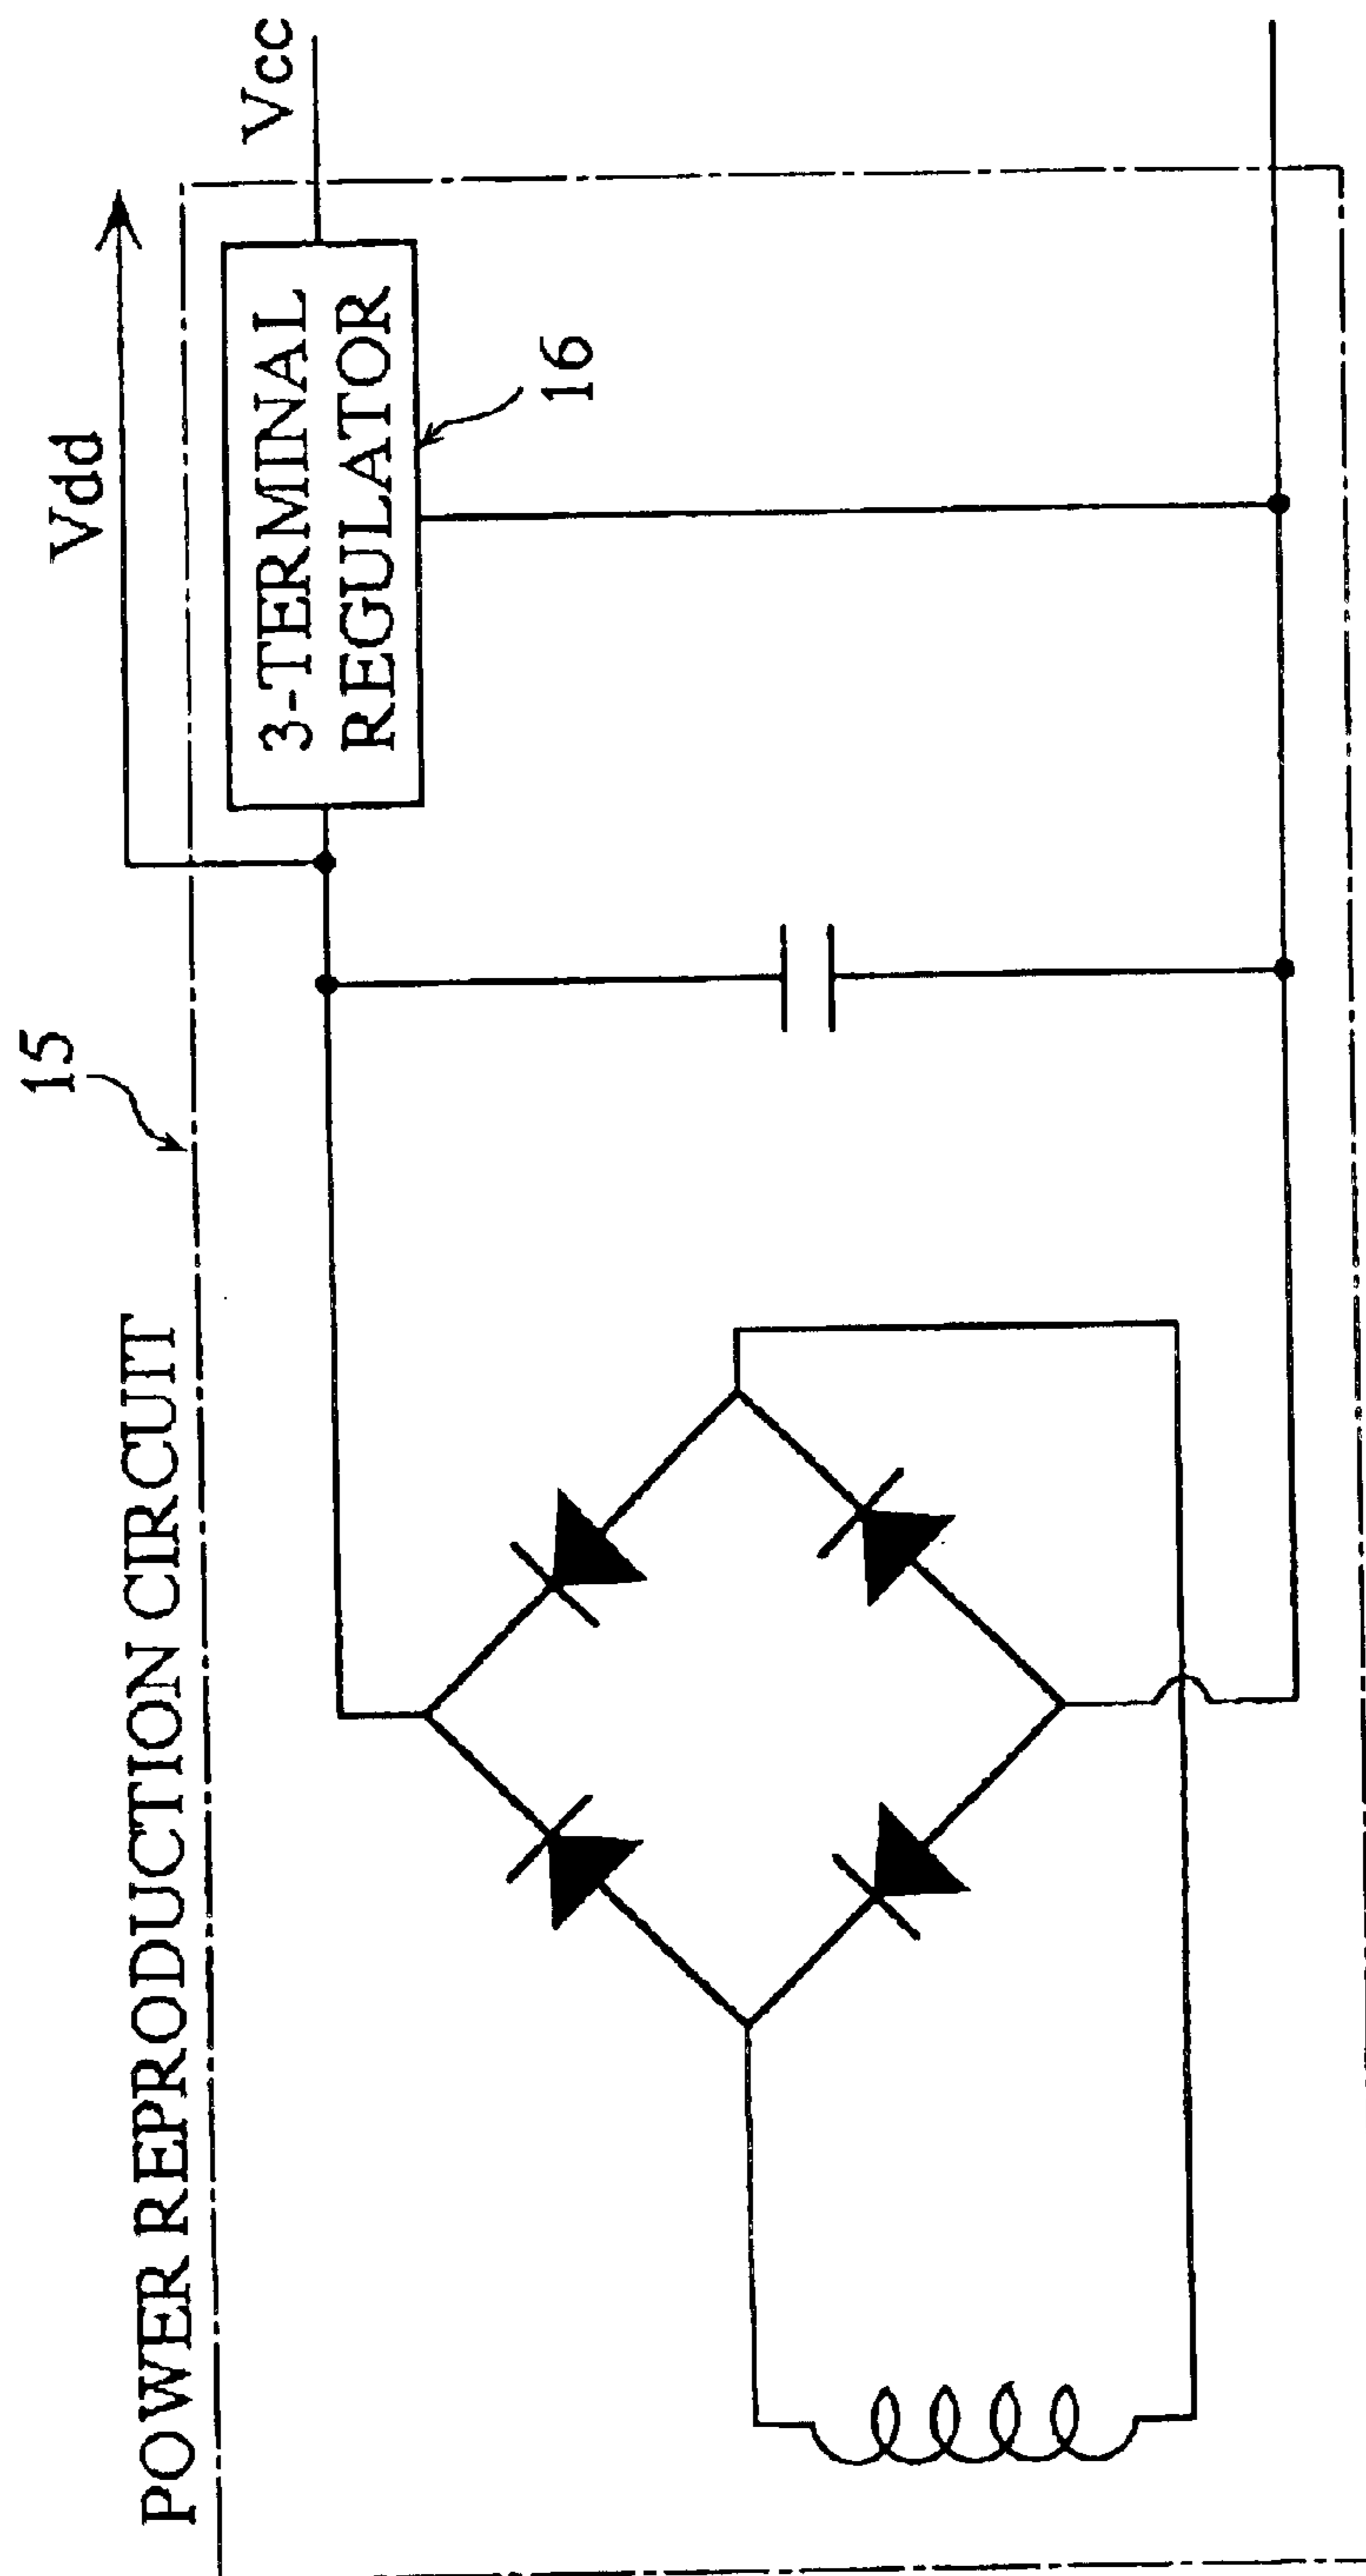 POWER REPRODUCTION CIRCUIT
15
Vdd
Vcc
3-TERMINAL
REGULATOR
16